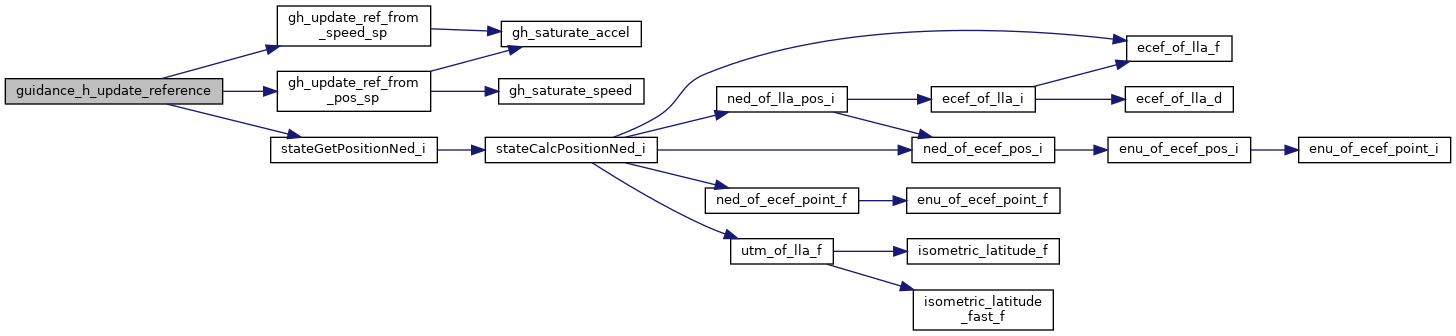 guidance_h_update_reference
gh_update_ref_from
_speed_sp
gh_update_ref_from
_pos_sp
stateGetPositionNed_i
gh_saturate_accel
gh_saturate_speed
stateCalcPositionNed_i
ned_of_lla_pos_i
ned_of_ecef_point_f
utm_of_lla_f
ecef_of_lla_i
ned_of_ecef_pos_i
enu_of_ecef_point_f
isometric_latitude_f
isometric_latitude
_fast_f
ecef_of_lla_f
ecef_of_lla_d
enu_of_ecef_pos_i
enu_of_ecef_point_i